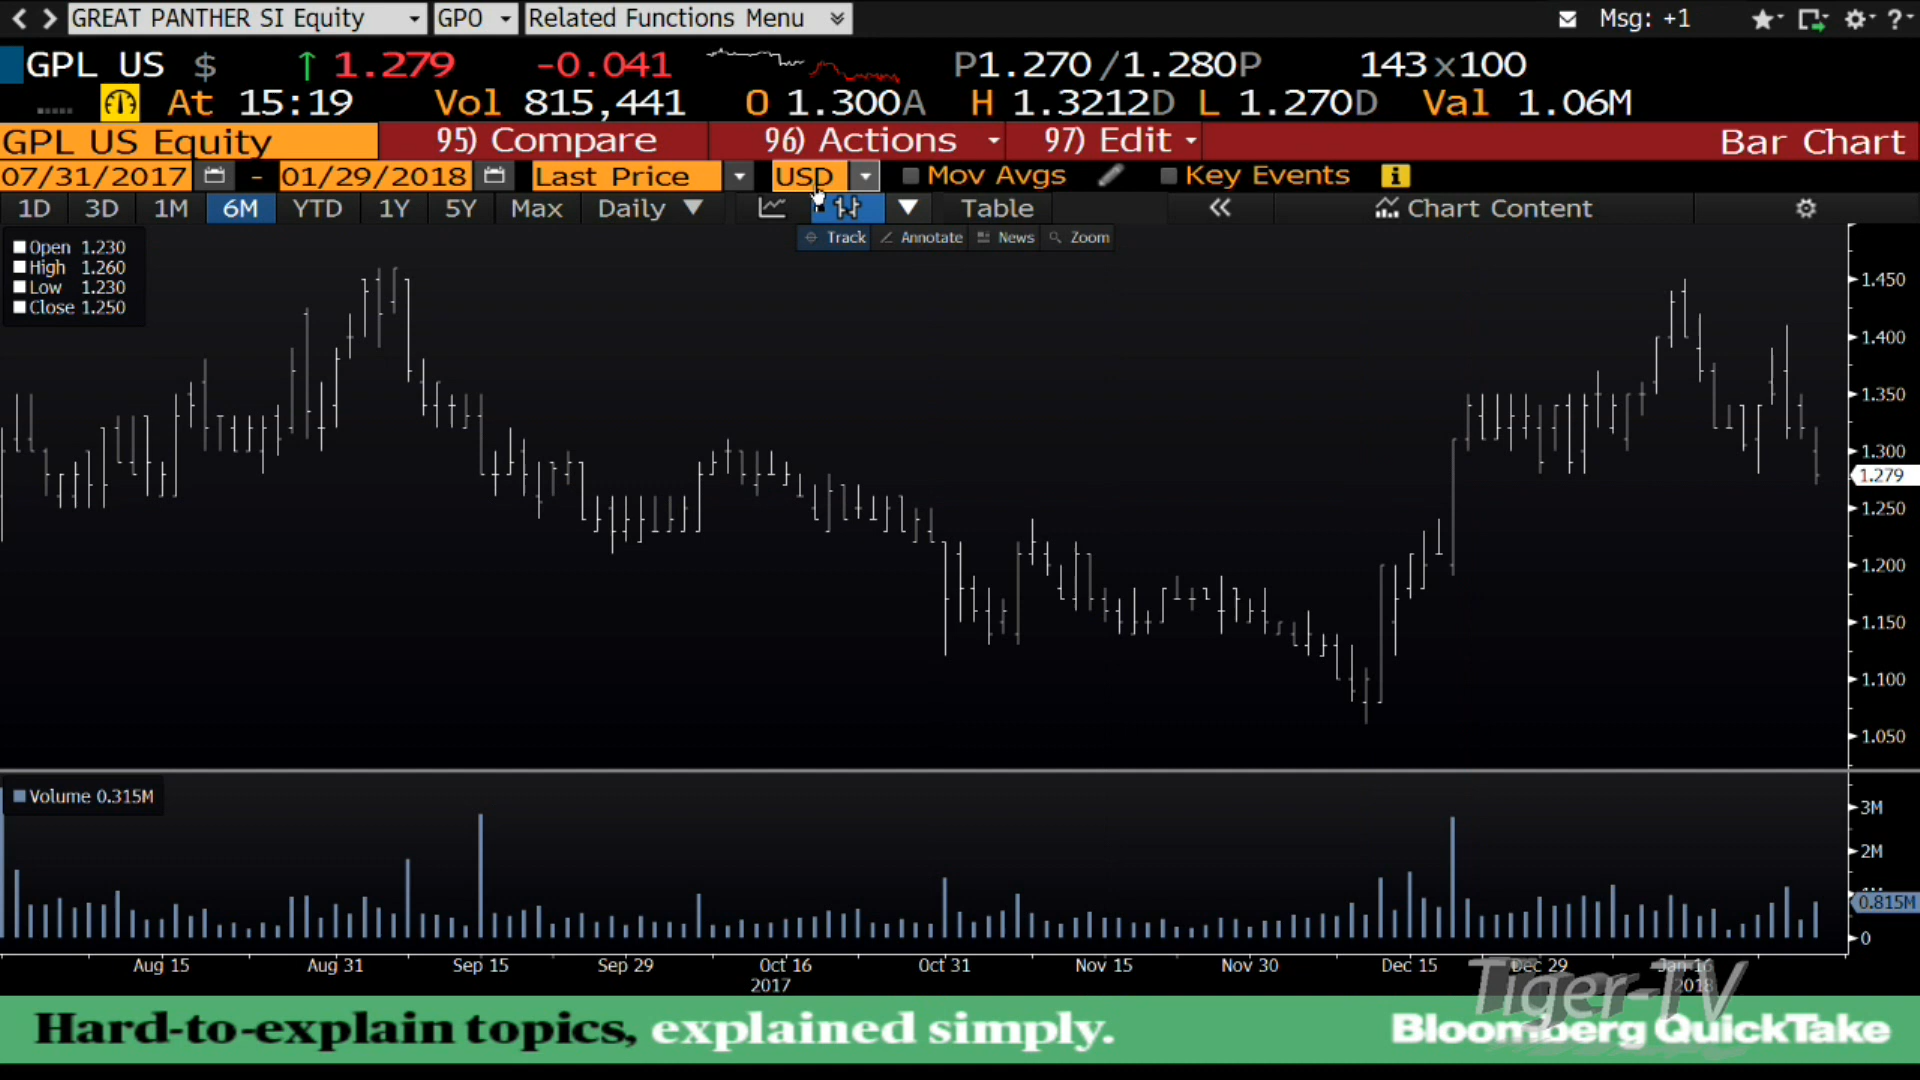 GREAT PANTHER SI Equity GPO Related Functions Menu Msg: +1 ?
GPL US $ ↑ 1.279 -0.041 P1.270 /1.280P 143x100
At 15:19 Vol 815,441 O 1.300A H 1.3212D L 1.270D Val 1.06M
GPL US Equity 95) Compare 96) Actions 97) Edit Bar Chart
07/31/2017 - 01/29/2018 Last Price USD Mov Avgs Key Events i
1D 3D 1M 6M YTD 1Y 5Y Max Daily ▼ Table « Chart Content
Track Annotate News Zoom
Open 1.230
High 1.260
Low 1.230
Close 1.250
1.450
1.400
1.350
1.300
1.279
1.250
1.200
1.150
1.100
1.050
Volume 0.315M
3M
2M
0.815M
0
Aug 15 Aug 31 Sep 15 Sep 29 Oct 16 Oct 31 Nov 15 Nov 30 Dec 15 Dec 29 Jan 16
2017 2018
Tiger-TV
Hard-to-explain topics, explained simply. Bloomberg QuickTake